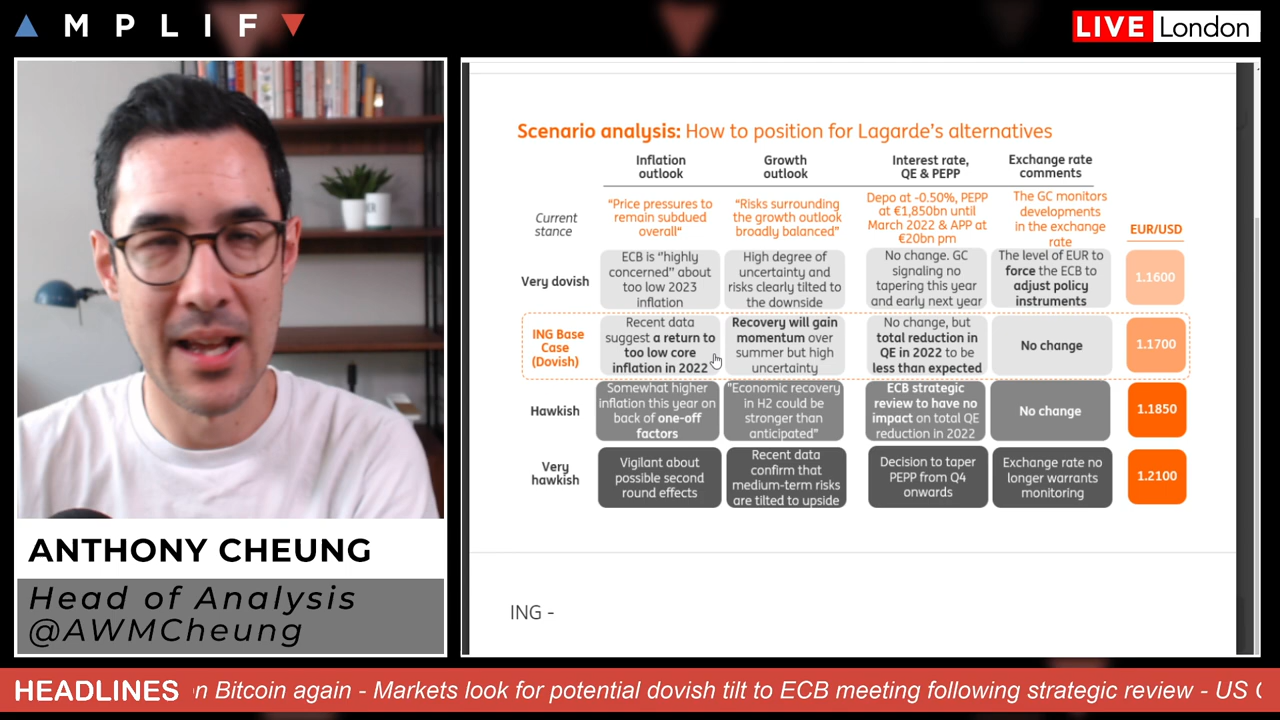 AMPLIFY
LIVE London
Scenario analysis: How to position for Lagarde's alternatives
Inflation
outlook
Growth
outlook
Interest rate,
QE & PEPP
Exchange rate
comments
Current
stance
"Price pressures to
remain subdued
overall"
"Risks surrounding
the growth outlook
broadly balanced"
Depo at -0.50%, PEPP
at €1,850bn until
March 2022 & APP at
€20bn pm
The GC monitors
developments
in the exchange
rate
EUR/USD
Very dovish
ECB is "highly
concerned" about
too low 2023
inflation
High degree of
uncertainty and
risks clearly tilted to
the downside
No change. GC
signaling no
tapering this year
and early next year
The level of EUR to
force the ECB to
adjust policy
instruments
1.1600
ING Base
Case
(Dovish)
Recent data
suggest a return to
too low core
inflation in 2022
Recovery will gain
momentum over
summer but high
uncertainty
No change, but
total reduction in
QE in 2022 to be
less than expected
No change
1.1700
Hawkish
Somewhat higher
inflation this year on
back of one-off
factors
"Economic recovery
in H2 could be
stronger than
anticipated"
ECB strategic
review to have no
impact on total QE
reduction in 2022
No change
1.1850
Very
hawkish
Vigilant about
possible second
round effects
Recent data
confirm that
medium-term risks
are tilted to upside
Decision to taper
PEPP from Q4
onwards
Exchange rate no
longer warrants
monitoring
1.2100
ING -
ANTHONY CHEUNG
Head of Analysis
@AWMCheung
HEADLINES n Bitcoin again - Markets look for potential dovish tilt to ECB meeting following strategic review - US